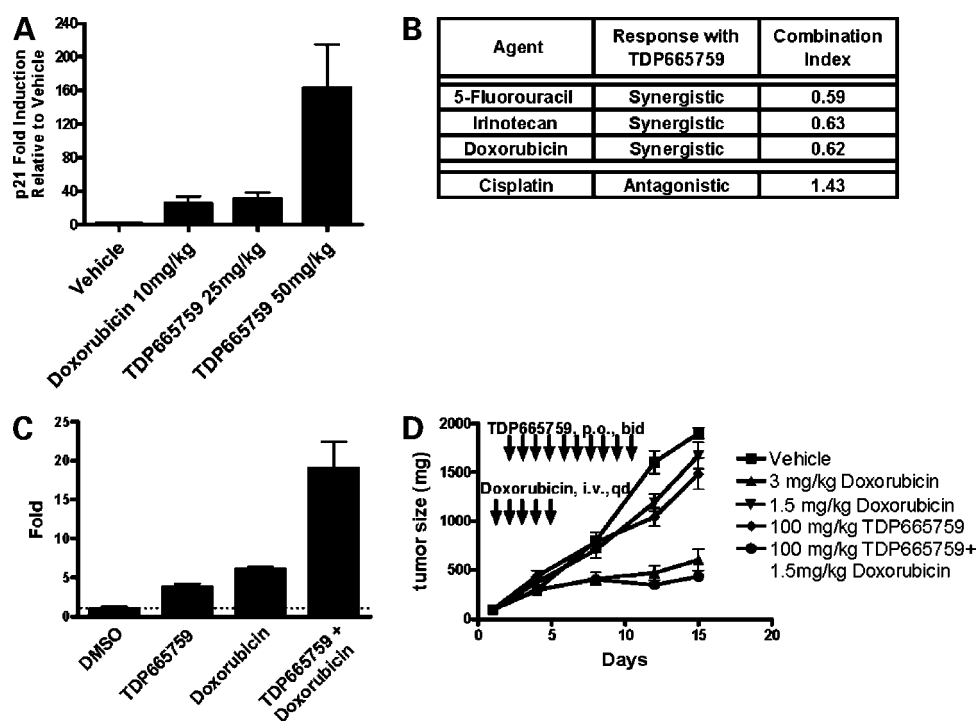 A
p21 Fold Induction
Relative to Vehicle
240
200
160
120
80
40
0
Vehicle
Doxorubicin 10mg/kg
TDP665759 25mg/kg
TDP665759 50mg/kg
B
Agent
Response with
TDP665759
Combination
Index
5-Fluorouracil Synergistic 0.59
Irinotecan Synergistic 0.63
Doxorubicin Synergistic 0.62
Cisplatin Antagonistic 1.43
C
Fold
25
20
15
10
5
0
DMSO
TDP665759
Doxorubicin
TDP665759 +
Doxorubicin
D
tumor size (mg)
2000
1500
1000
500
0
TDP665759, p.o., bid
Doxorubicin, i.v., qd
0 5 10 15 20
Days
Vehicle
3 mg/kg Doxorubicin
1.5 mg/kg Doxorubicin
100 mg/kg TDP665759
100 mg/kg TDP665759+
1.5mg/kg Doxorubicin